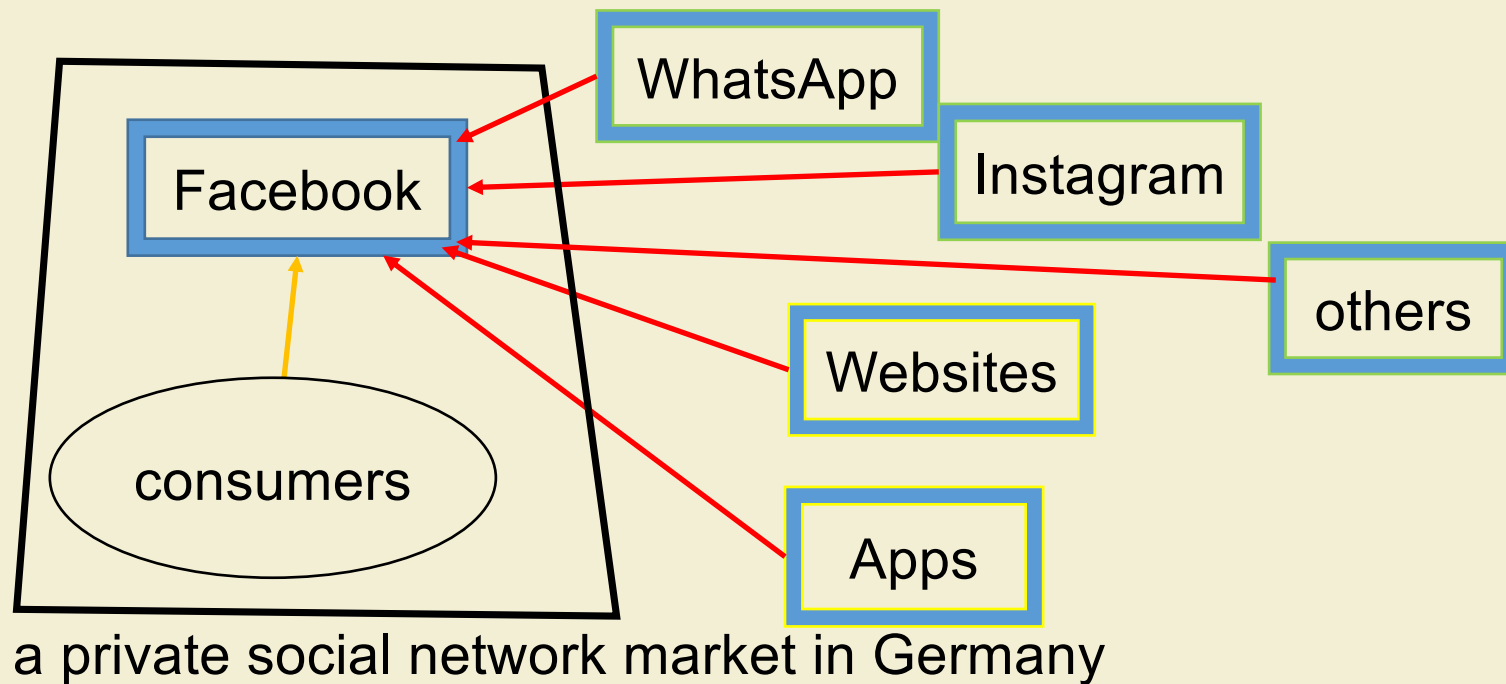 WhatsApp
Facebook
Instagram
others
Websites
consumers
Apps
a private social network market in Germany